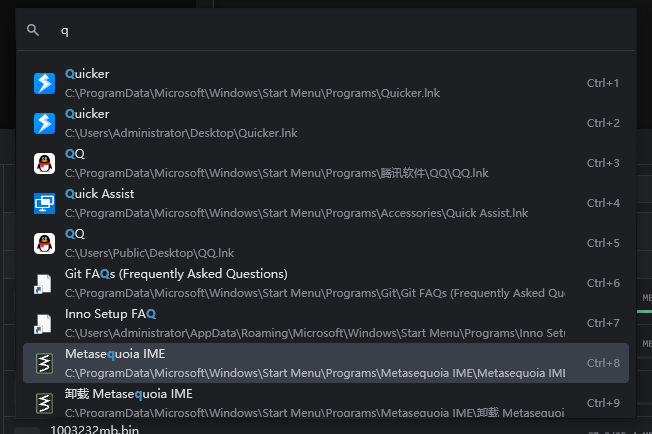 q
Quicker
C:\ProgramData\Microsoft\Windows\Start Menu\Programs\Quicker.lnk
Ctrl+1
Quicker
C:\Users\Administrator\Desktop\Quicker.lnk
Ctrl+2
QQ
C:\ProgramData\Microsoft\Windows\Start Menu\Programs\腾讯软件\QQ\QQ.lnk
Ctrl+3
Quick Assist
C:\ProgramData\Microsoft\Windows\Start Menu\Programs\Accessories\Quick Assist.lnk
Ctrl+4
QQ
C:\Users\Public\Desktop\QQ.lnk
Ctrl+5
Git FAQs (Frequently Asked Questions)
C:\ProgramData\Microsoft\Windows\Start Menu\Programs\Git\Git FAQs (Frequently Asked Qu
Ctrl+6
Inno Setup FAQ
C:\Users\Administrator\AppData\Roaming\Microsoft\Windows\Start Menu\Programs\Inno Set
Ctrl+7
Metasequoia IME
C:\ProgramData\Microsoft\Windows\Start Menu\Programs\Metasequoia IME\Metasequoia IME
Ctrl+8
卸载 Metasequoia IME
C:\ProgramData\Microsoft\Windows\Start Menu\Programs\Metasequoia IME\卸载 Metasequoi
Ctrl+9
1003232mb.bin